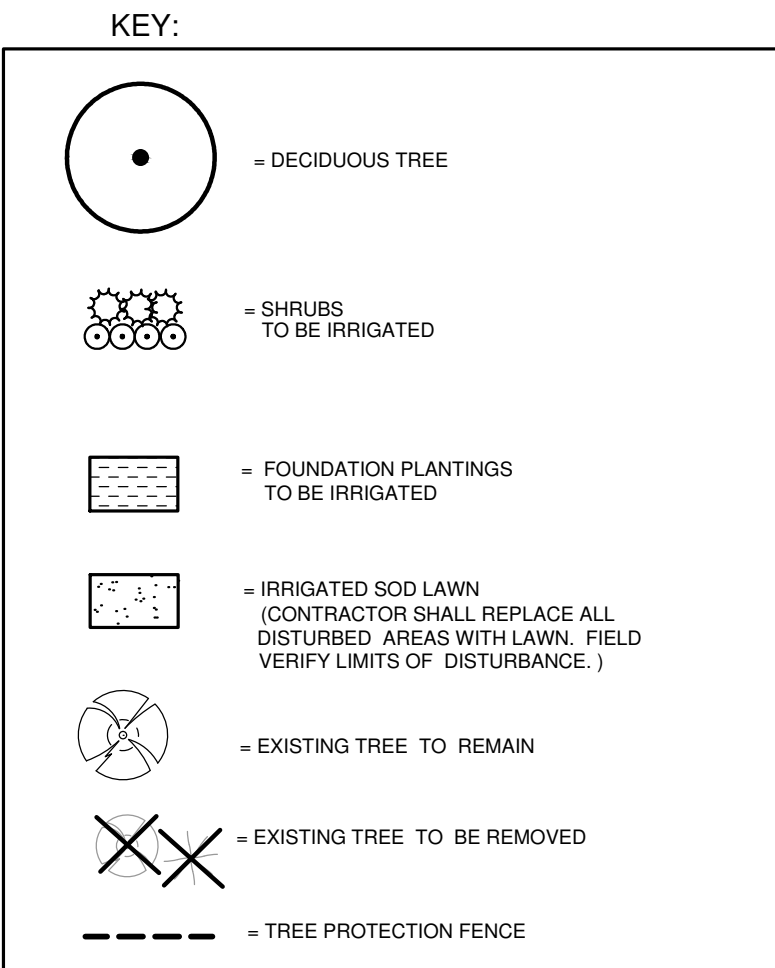 KEY:
= DECIDUOUS TREE
= SHRUBS
TO BE IRRIGATED
= FOUNDATION PLANTINGS
TO BE IRRIGATED
= IRRIGATED SOD LAWN
(CONTRACTOR SHALL REPLACE ALL
DISTURBED AREAS WITH LAWN. FIELD
VERIFY LIMITS OF DISTURBANCE. )
= EXISTING TREE TO REMAIN
= EXISTING TREE TO BE REMOVED
= TREE PROTECTION FENCE